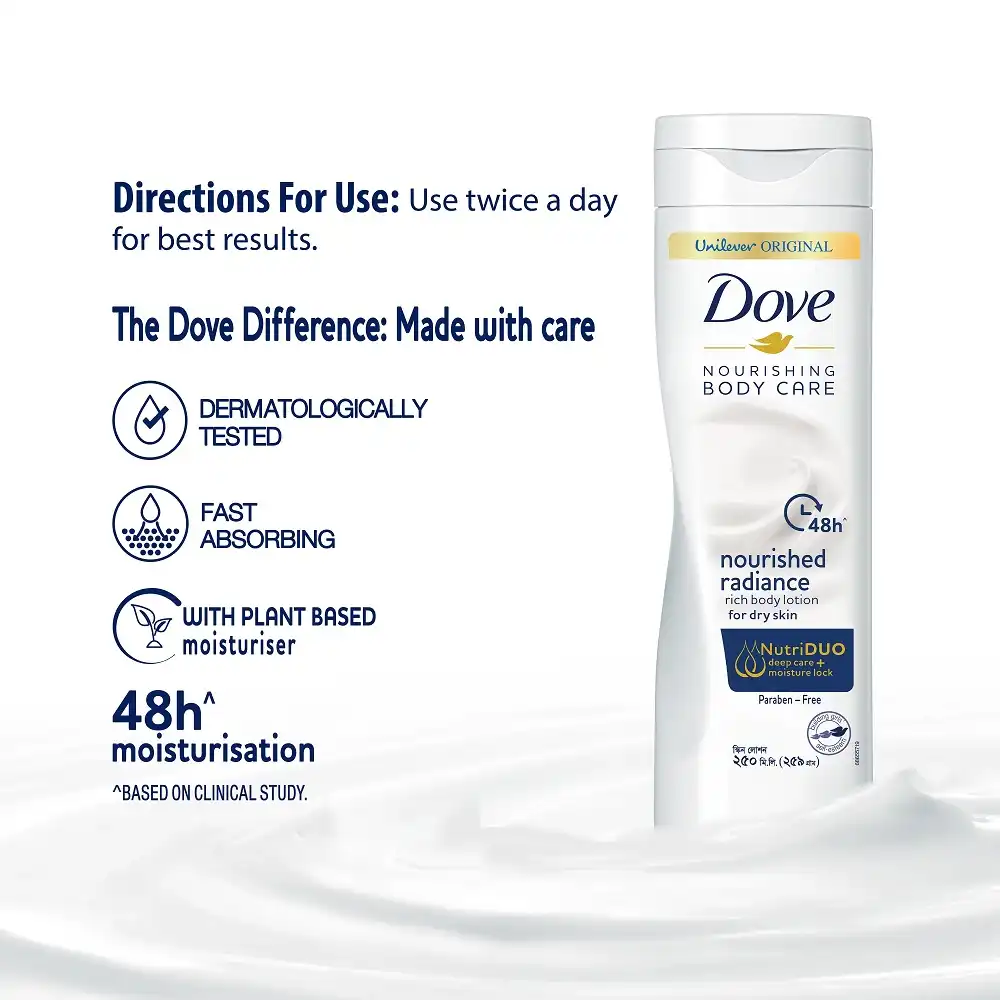 Directions For Use: Use twice a day
for best results.
The Dove Difference: Made with care
DERMATOLOGICALLY
TESTED
FAST
ABSORBING
WITH PLANT BASED
moisturiser
48h^
moisturisation
^BASED ON CLINICAL STUDY.
Unilever ORIGINAL
Dove
NOURISHING
BODY CARE
48h^
nourished
radiance
rich body lotion
for dry skin
NutriDUO
deep care +
moisture lock
Paraben – Free
self-esteem
স্কিন লোশন
২৫০ মি.লি. (২৫৯ গ্রাম)